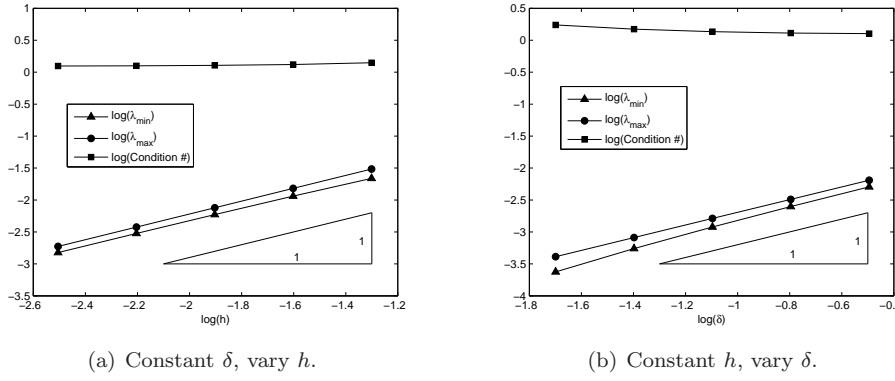 1
0.5
0
−0.5
−1
−1.5
−2
−2.5
−3
−3.5
log(λmin)
log(λmax)
log(Condition #)
1
1
−2.6 −2.4 −2.2 −2 −1.8 −1.6 −1.4 −1.2
log(h)
(a) Constant δ, vary h.
0.5
0
0.5
−1
−1.5
−2
−2.5
−3
−3.5
−4
log(λmin)
log(λmax)
log(Condition #)
1
1
−1.8 −1.6 −1.4 −1.2 −1 −0.8 −0.6 −0.
log(δ)
(b) Constant h, vary δ.